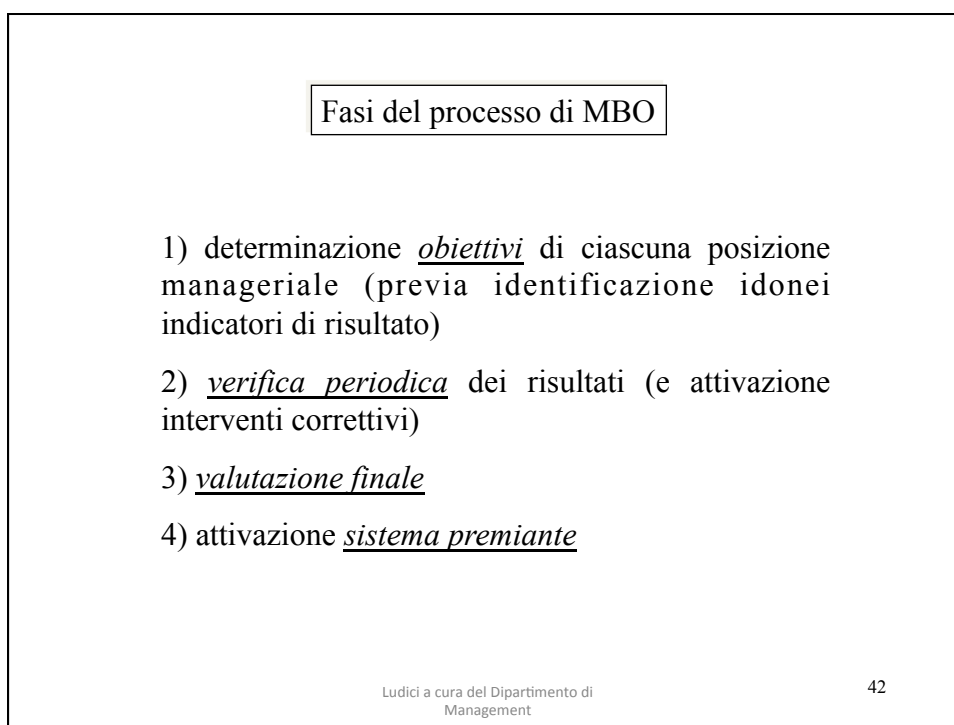 Fasi del processo di MBO
1) determinazione obiettivi di ciascuna posizione
manageriale (previa identificazione idonei
indicatori di risultato)
2) verifica periodica dei risultati (e attivazione
interventi correttivi)
3) valutazione finale
4) attivazione sistema premiante
Ludici a cura del Dipartimento di
Management
42